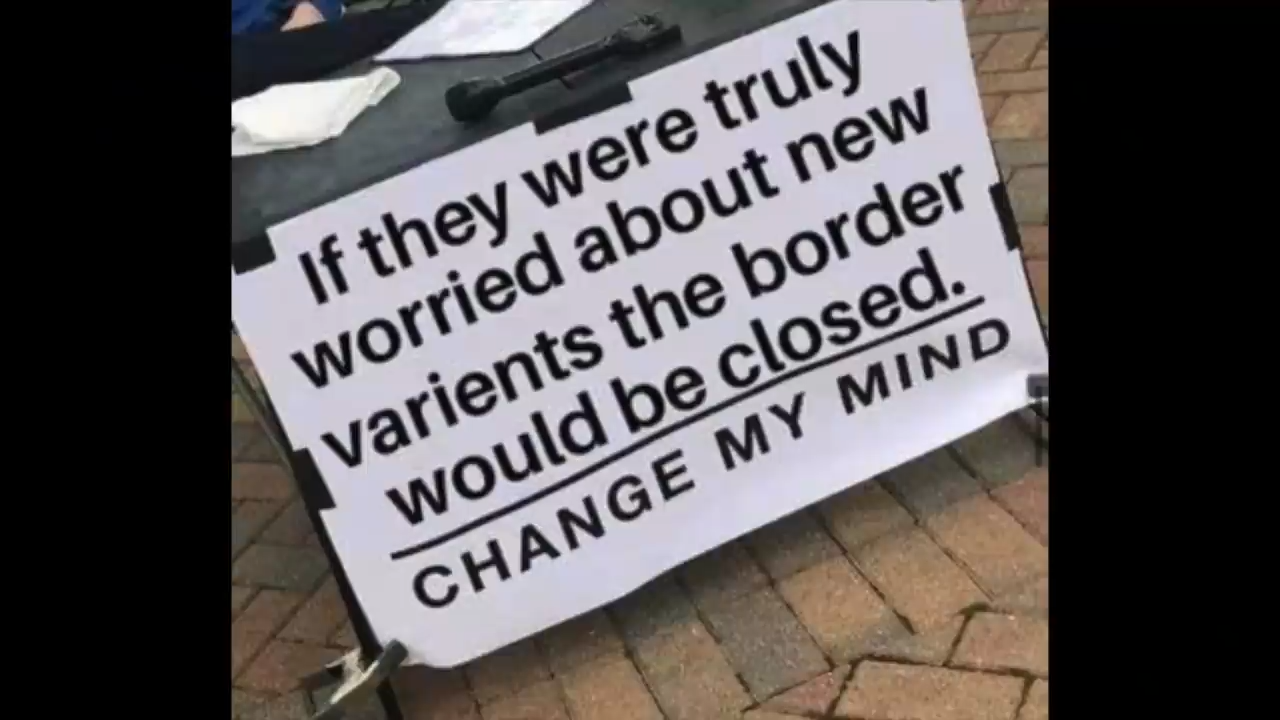 If they were truly
worried about new
varients the border
would be closed.
CHANGE MY MIND